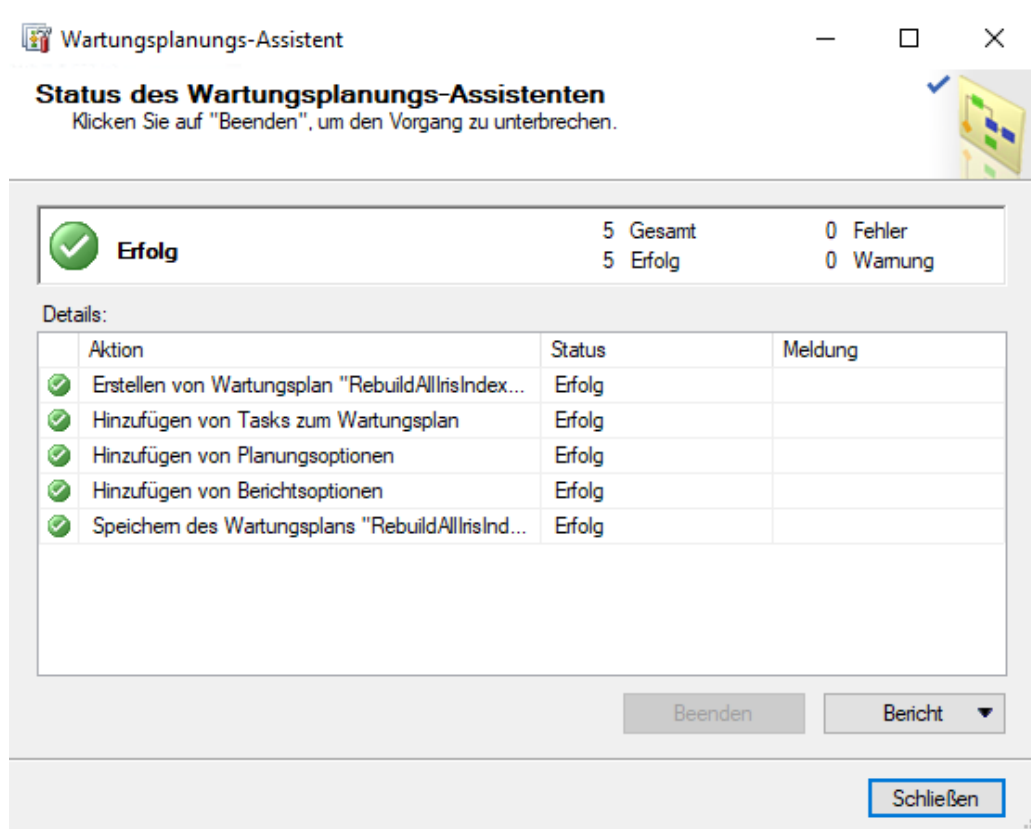 Wartungsplanungs-Assistent
Status des Wartungsplanungs-Assistenten
Klicken Sie auf "Beenden", um den Vorgang zu unterbrechen.
Erfolg
5 Gesamt 0 Fehler
5 Erfolg 0 Warnung
Details:
Aktion Status Meldung
Erstellen von Wartungsplan "RebuildAllIrisIndex... Erfolg
Hinzufügen von Tasks zum Wartungsplan Erfolg
Hinzufügen von Planungsoptionen Erfolg
Hinzufügen von Berichtsoptionen Erfolg
Speichern des Wartungsplans "RebuildAllIrisInd... Erfolg
Beenden Bericht
Schließen